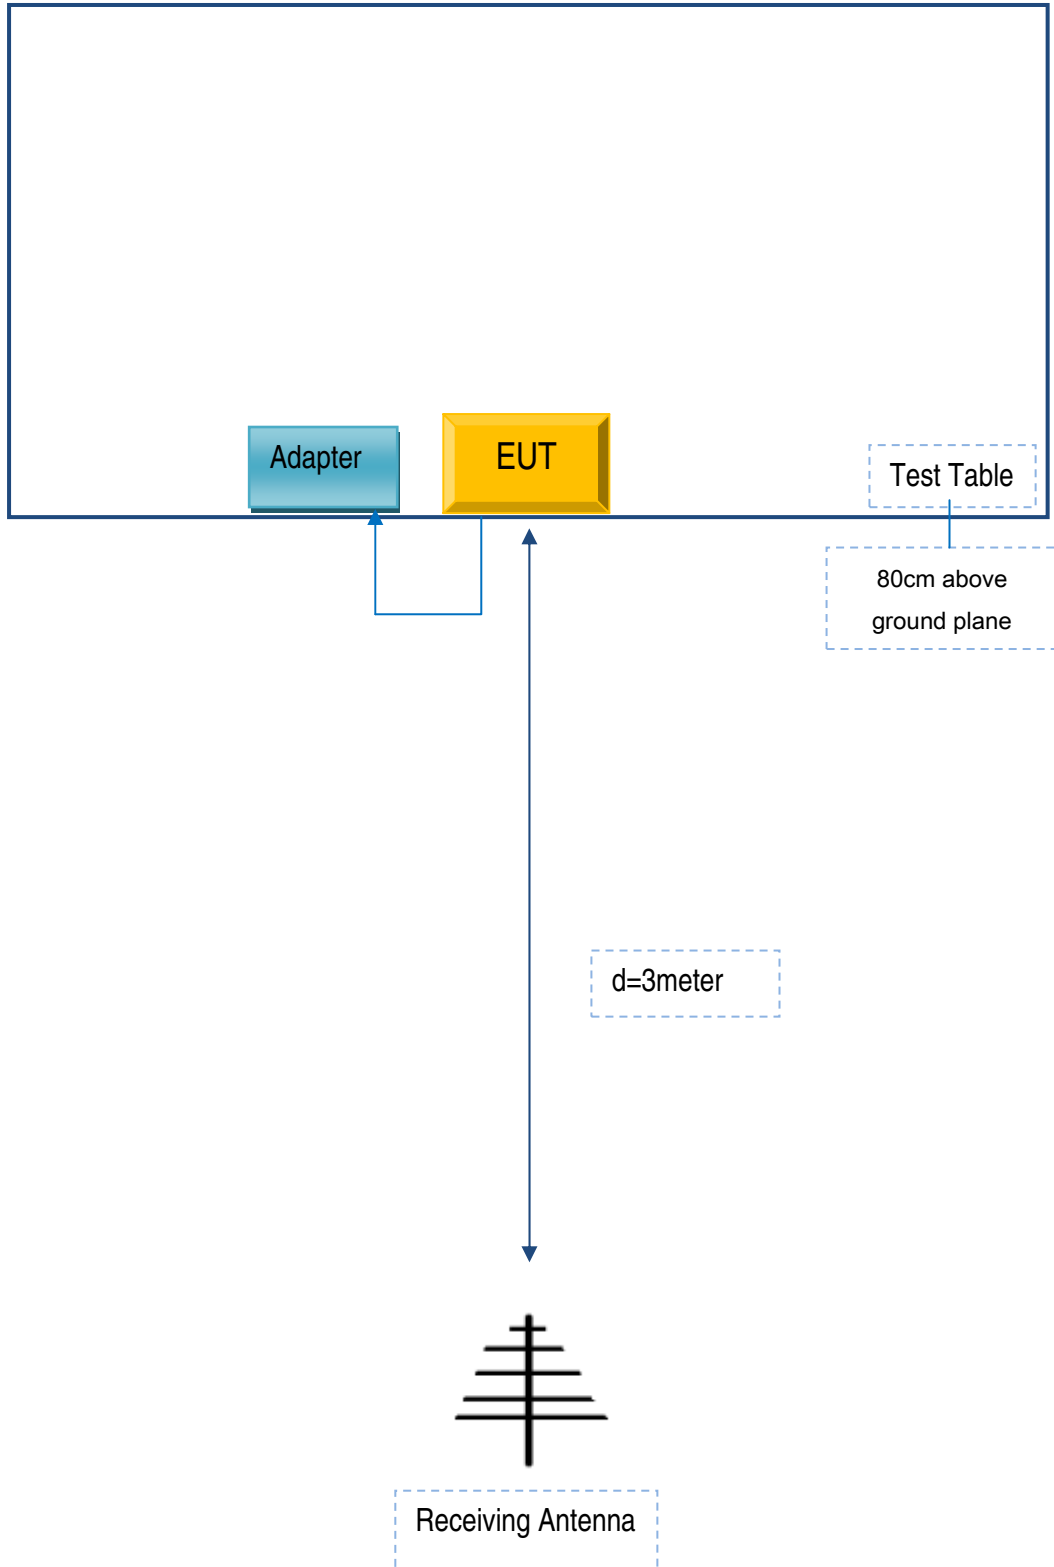 Adapter
EUT
Test Table
80cm above
ground plane
d=3meter
Receiving Antenna